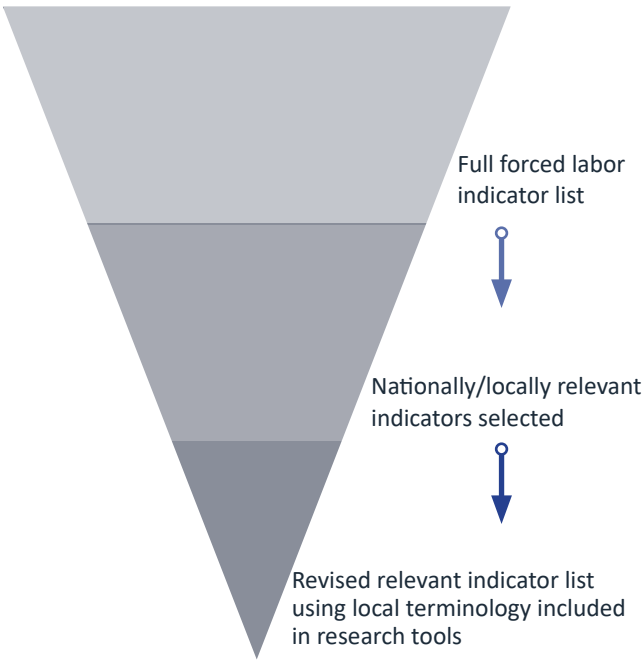 Full forced labor
indicator list
Nationally/locally relevant
indicators selected
Revised relevant indicator list
using local terminology included
in research tools